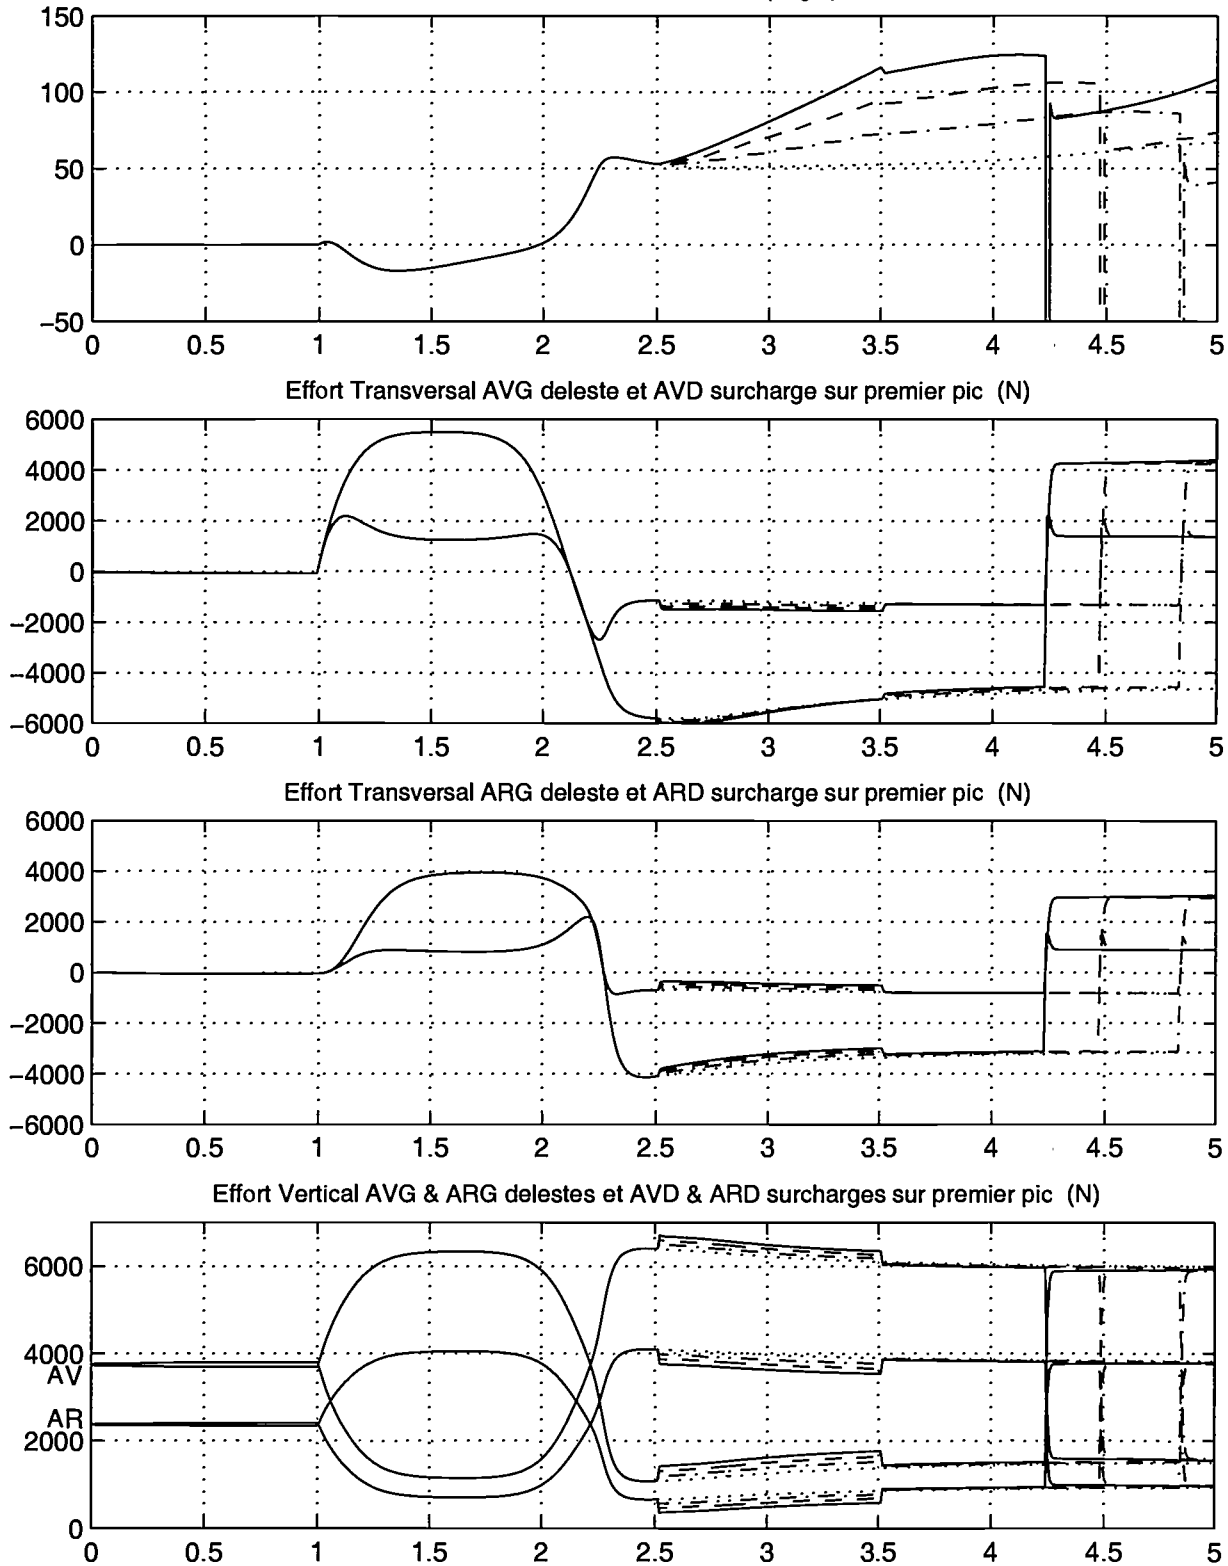 150
100
50
0
−50
0 0.5 1 1.5 2 2.5 3 3.5 4 4.5 5
Effort Transversal AVG deleste et AVD surcharge sur premier pic (N)
6000
4000
2000
0
−2000
−4000
−6000
0 0.5 1 1.5 2 2.5 3 3.5 4 4.5 5
Effort Transversal ARG deleste et ARD surcharge sur premier pic (N)
6000
4000
2000
0
−2000
−4000
−6000
0 0.5 1 1.5 2 2.5 3 3.5 4 4.5 5
Effort Vertical AVG & ARG delestes et AVD & ARD surcharges sur premier pic (N)
6000
4000
AV
AR
2000
0
0 0.5 1 1.5 2 2.5 3 3.5 4 4.5 5